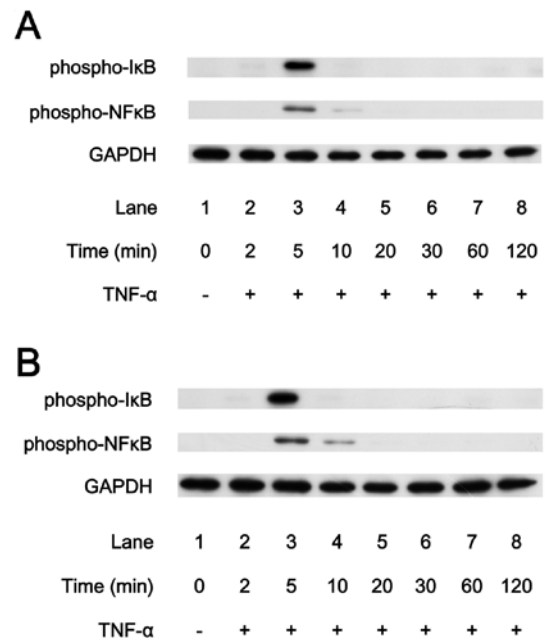 A
phospho-IκB
phospho-NFκB
GAPDH
Lane 1 2 3 4 5 6 7 8
Time (min) 0 2 5 10 20 30 60 120
TNF-α - + + + + + + +
B
phospho-IκB
phospho-NFκB
GAPDH
Lane 1 2 3 4 5 6 7 8
Time (min) 0 2 5 10 20 30 60 120
TNF-α - + + + + + + +